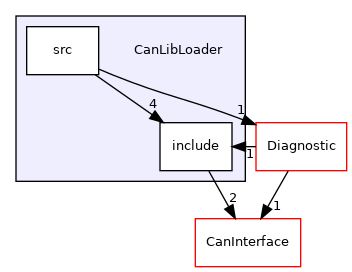 src
CanLibLoader
4
1
include
Diagnostic
1
2
1
CanInterface